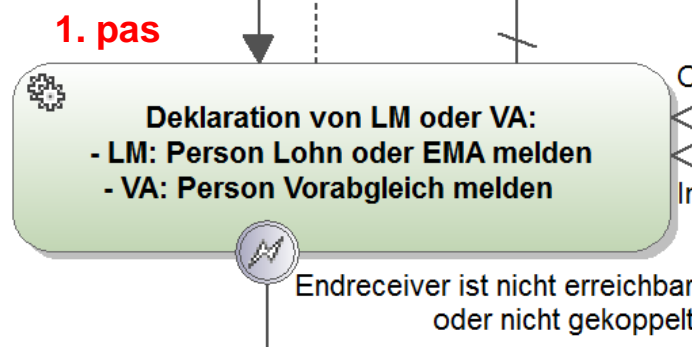 1. pas
Deklaration von LM oder VA:
- LM: Person Lohn oder EMA melden
- VA: Person Vorabgleich melden
Endreceiver ist nicht erreichbar
oder nicht gekoppelt